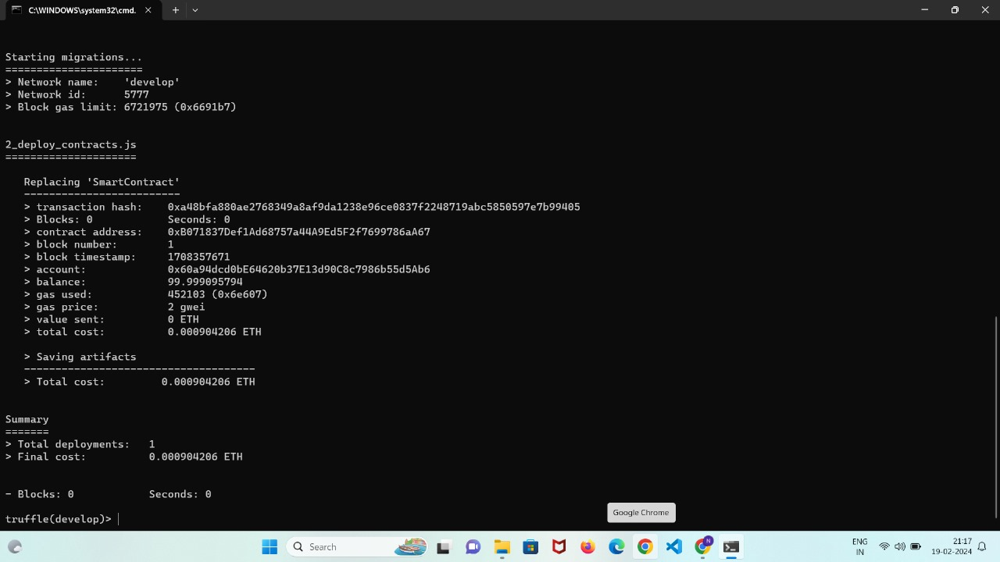 C:\WINDOWS\system32\cmd.
Starting migrations...
======================
> Network name:    'develop'
> Network id:      5777
> Block gas limit: 6721975 (0x6691b7)
2_deploy_contracts.js
=====================
Replacing 'SmartContract'
-------------------------
> transaction hash:    0xa48bfa880ae2768349a8af9da1238e96ce0837f2248719abc5850597e7b99405
> Blocks: 0            Seconds: 0
> contract address:    0xB071837Def1Ad68757a44A9Ed5F2f7699786aA67
> block number:        1
> block timestamp:     1708357671
> account:             0x60a94dcd0bE64620b37E13d90C8c7986b55d5Ab6
> balance:             99.999095794
> gas used:            452103 (0x6e607)
> gas price:           2 gwei
> value sent:          0 ETH
> total cost:          0.000904206 ETH
> Saving artifacts
-------------------------------------
> Total cost:         0.000904206 ETH
Summary
=======
> Total deployments:   1
> Final cost:          0.000904206 ETH
- Blocks: 0            Seconds: 0
truffle(develop)>
Google Chrome
Search
N
ENG
IN
21:17
19-02-2024